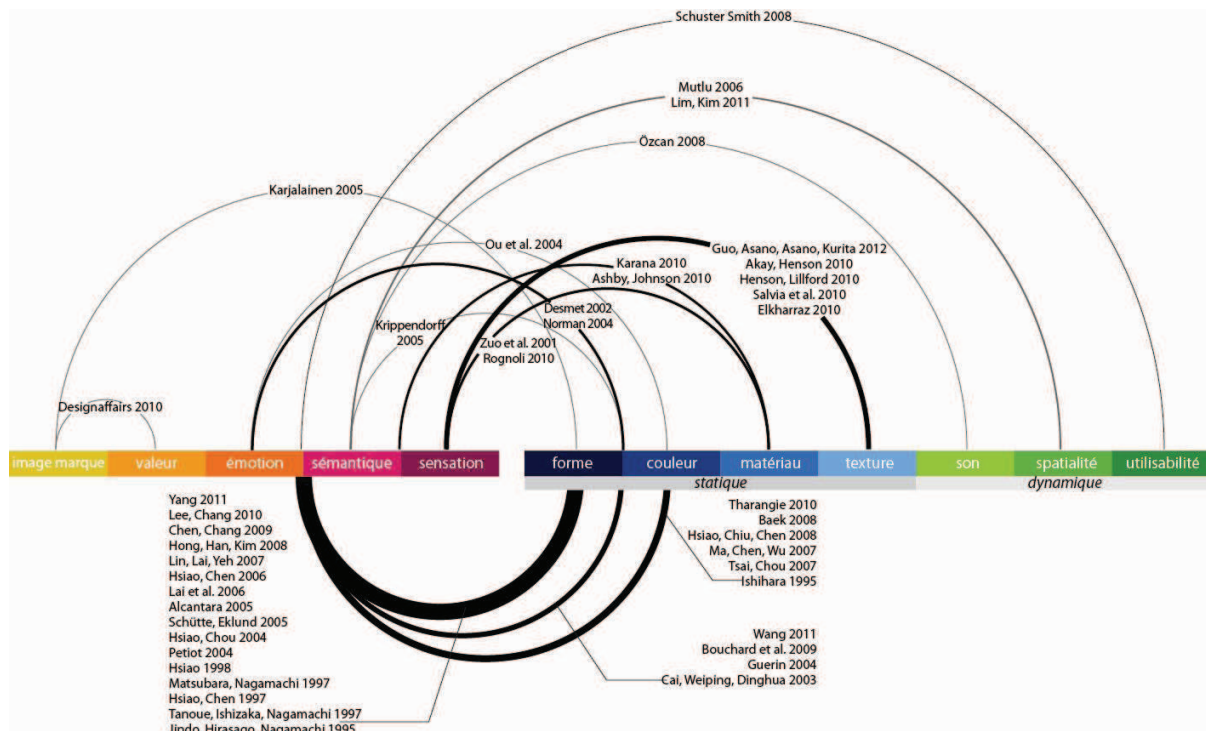 Schuster Smith 2008
Mutlu 2006
Lim, Kim 2011
Özcan 2008
Karjalainen 2005
Ou et al. 2004
Guo, Asano, Asano, Kurita 2012
Akay, Henson 2010
Henson, Lillford 2010
Salvia et al. 2010
Elkharraz 2010
Karana 2010
Ashby, Johnson 2010
Desmet 2002
Norman 2004
Krippendorff
2005
Zuo et al. 2001
Rognoli 2010
Designaffairs 2010
image marque
valeur
émotion
sémantique
sensation
forme
couleur
matériau
texture
son
spatialité
utilisabilité
statique
dynamique
Yang 2011
Lee, Chang 2010
Chen, Chang 2009
Hong, Han, Kim 2008
Lin, Lai, Yeh 2007
Hsiao, Chen 2006
Lai et al. 2006
Alcantara 2005
Schütte, Eklund 2005
Hsiao, Chou 2004
Petiot 2004
Hsiao 1998
Matsubara, Nagamachi 1997
Hsiao, Chen 1997
Tanoue, Ishizaka, Nagamachi 1997
Jindo, Hirasago, Nagamachi 1995
Tharangie 2010
Baek 2008
Hsiao, Chiu, Chen 2008
Ma, Chen, Wu 2007
Tsai, Chou 2007
Ishihara 1995
Wang 2011
Bouchard et al. 2009
Guerin 2004
Cai, Weiping, Dinghua 2003